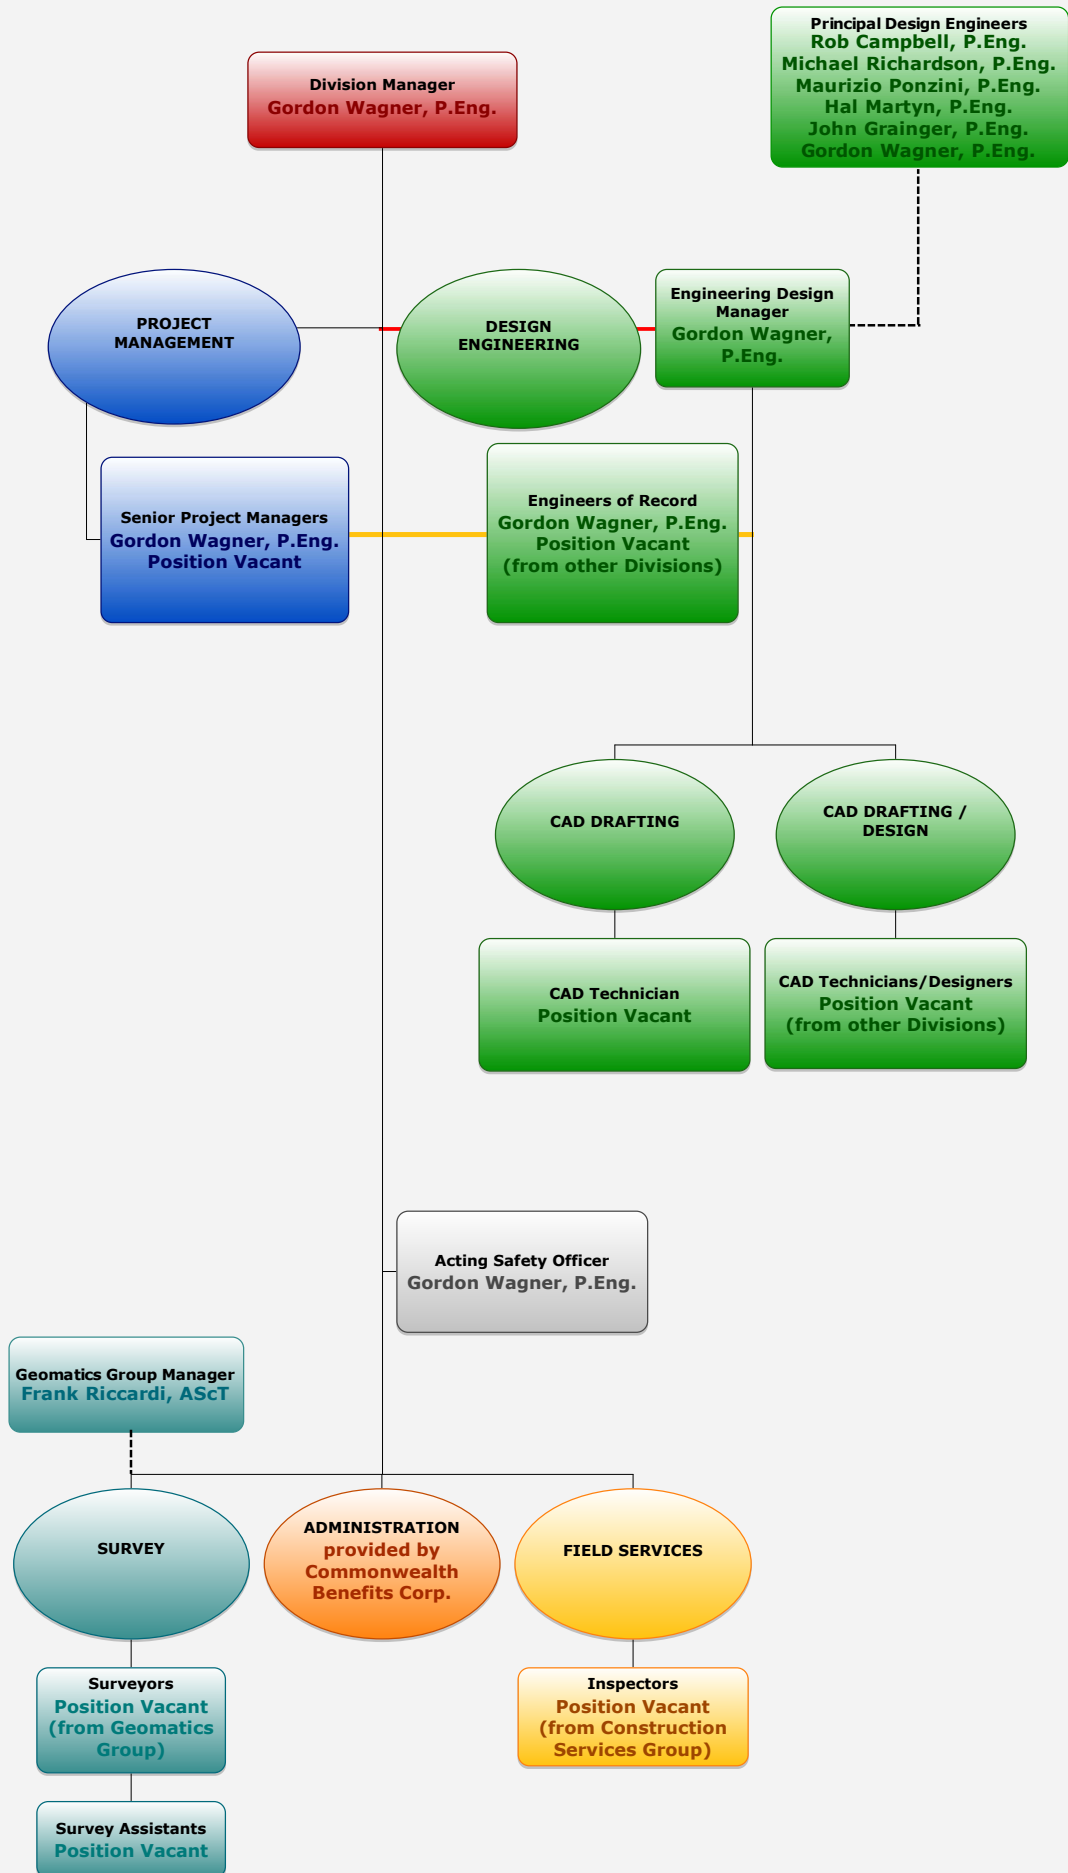 Principal Design Engineers
Rob Campbell, P.Eng.
Michael Richardson, P.Eng.
Maurizio Ponzini, P.Eng.
Hal Martyn, P.Eng.
John Grainger, P.Eng.
Gordon Wagner, P.Eng.
Division Manager
Gordon Wagner, P.Eng.
PROJECT
MANAGEMENT
DESIGN
ENGINEERING
Engineering Design
Manager
Gordon Wagner,
P.Eng.
Senior Project Managers
Gordon Wagner, P.Eng.
Position Vacant
Engineers of Record
Gordon Wagner, P.Eng.
Position Vacant
(from other Divisions)
CAD DRAFTING
CAD DRAFTING /
DESIGN
CAD Technician
Position Vacant
CAD Technicians/Designers
Position Vacant
(from other Divisions)
Acting Safety Officer
Gordon Wagner, P.Eng.
Geomatics Group Manager
Frank Riccardi, AScT
SURVEY
ADMINISTRATION
provided by
Commonwealth
Benefits Corp.
FIELD SERVICES
Surveyors
Position Vacant
(from Geomatics
Group)
Inspectors
Position Vacant
(from Construction
Services Group)
Survey Assistants
Position Vacant